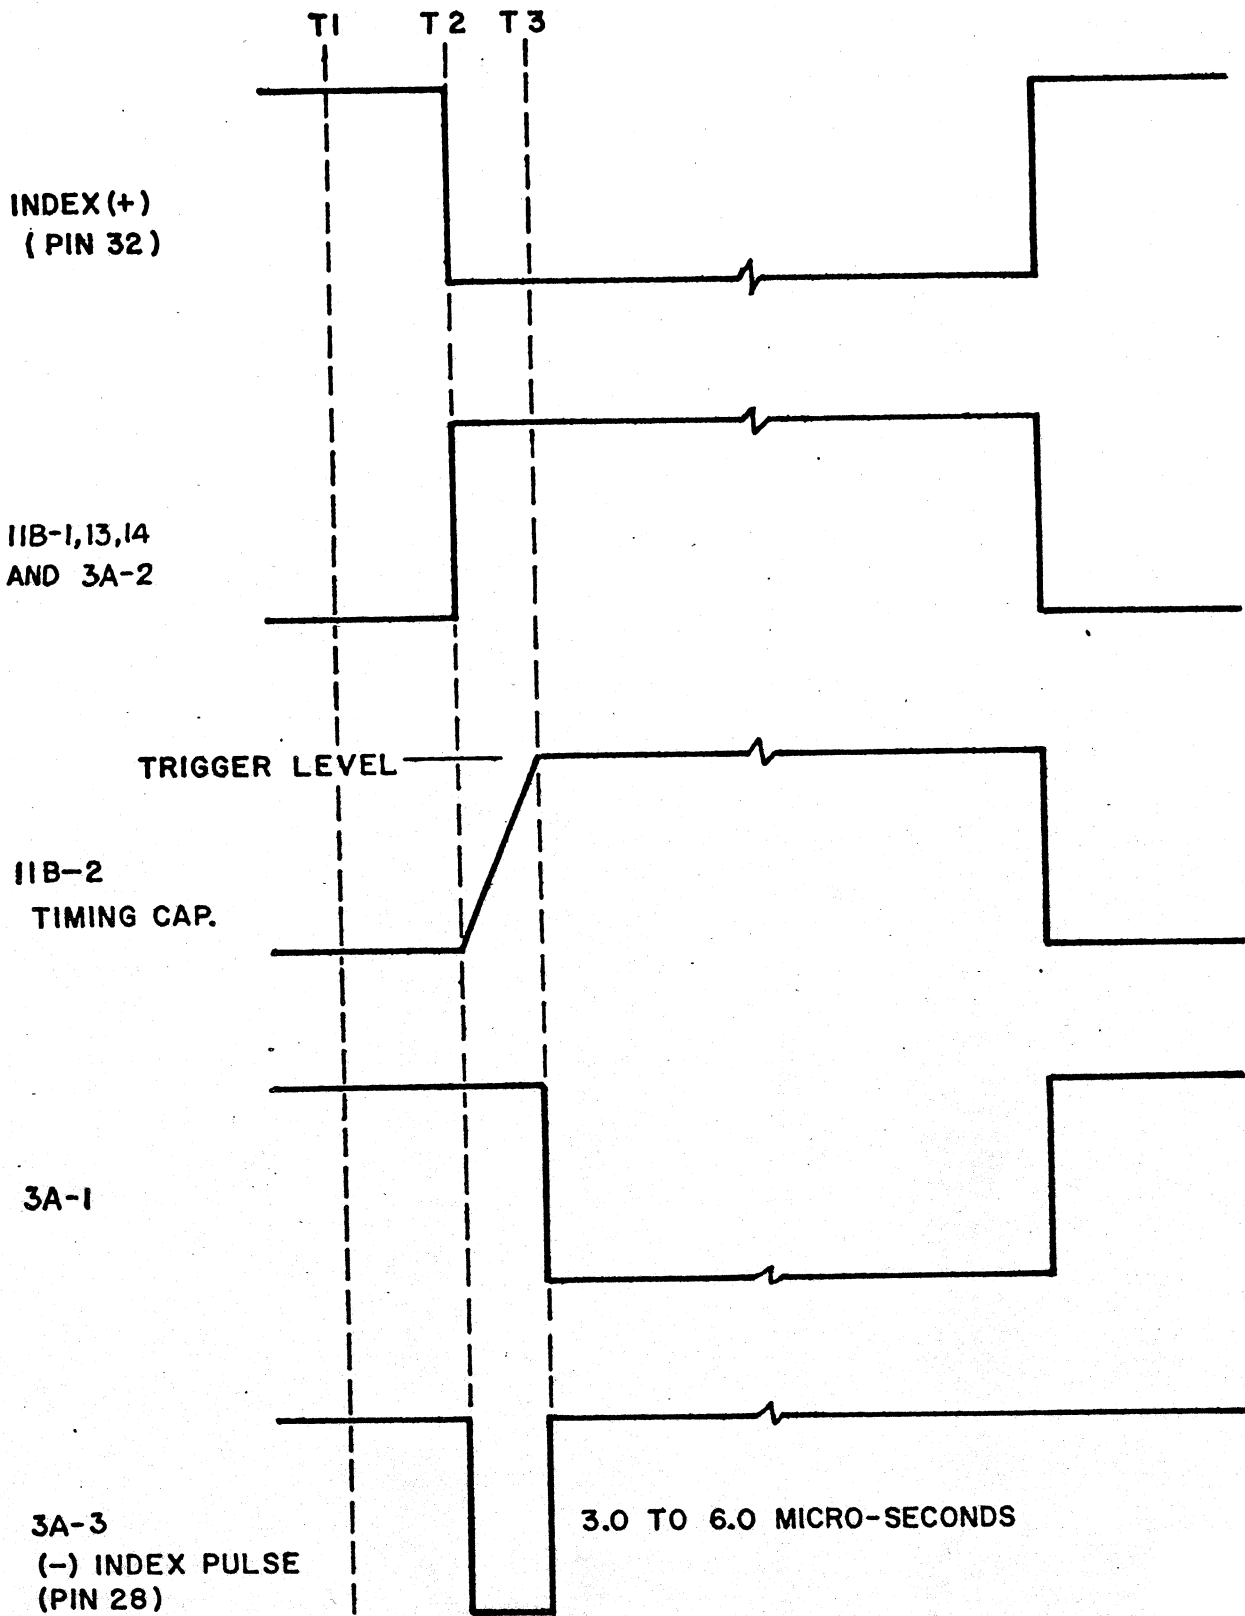 T1 T2 T3
INDEX (+)
(PIN 32)
11B-1,13,14
AND 3A-2
TRIGGER LEVEL
11B-2
TIMING CAP.
3A-1
3A-3
(-) INDEX PULSE
(PIN 28)
3.0 TO 6.0 MICRO-SECONDS